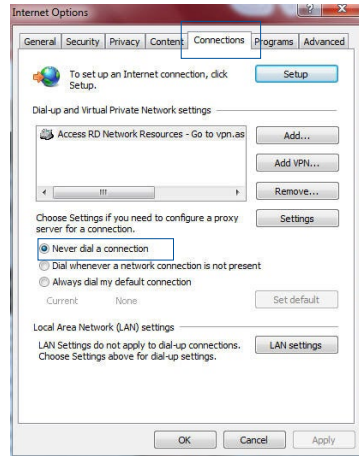 Internet Options
General Security Privacy Content Connections Programs Advanced
To set up an Internet connection, click
Setup.
Setup
Dial-up and Virtual Private Network settings
Access RD Network Resources - Go to vpn.as
Add...
Add VPN...
Remove...
Choose Settings if you need to configure a proxy
server for a connection.
Settings
Never dial a connection
Dial whenever a network connection is not present
Always dial my default connection
Current None
Set default
Local Area Network (LAN) settings
LAN Settings do not apply to dial-up connections.
Choose Settings above for dial-up settings.
LAN settings
OK Cancel Apply